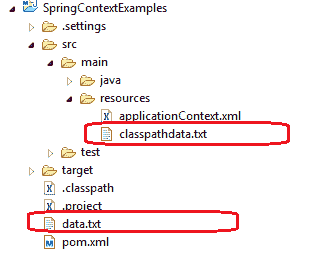 SpringContextExamples
.settings
src
main
java
resources
applicationContext.xml
classpathdata.txt
test
target
.classpath
.project
data.txt
pom.xml